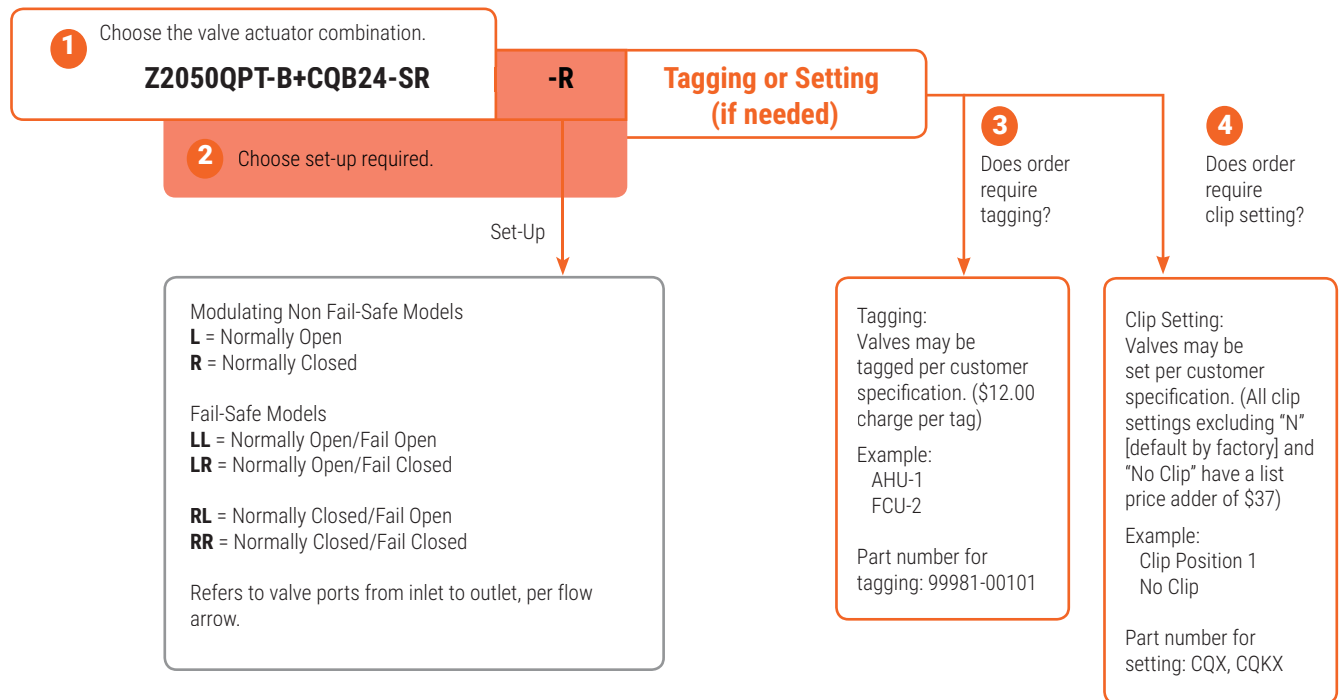 1
Choose the valve actuator combination.
Z2050QPT-B+CQB24-SR
-R
Tagging or Setting
(if needed)
2
Choose set-up required.
Set-Up
Modulating Non Fail-Safe Models
L = Normally Open
R = Normally Closed
Fail-Safe Models
LL = Normally Open/Fail Open
LR = Normally Open/Fail Closed
RL = Normally Closed/Fail Open
RR = Normally Closed/Fail Closed
Refers to valve ports from inlet to outlet, per flow
arrow.
3
Does order
require
tagging?
Tagging:
Valves may be
tagged per customer
specification. ($12.00
charge per tag)
Example:
AHU-1
FCU-2
Part number for
tagging: 99981-00101
4
Does order
require
clip setting?
Clip Setting:
Valves may be
set per customer
specification. (All clip
settings excluding “N”
[default by factory] and
“No Clip” have a list
price adder of $37)
Example:
Clip Position 1
No Clip
Part number for
setting: CQX, CQKX